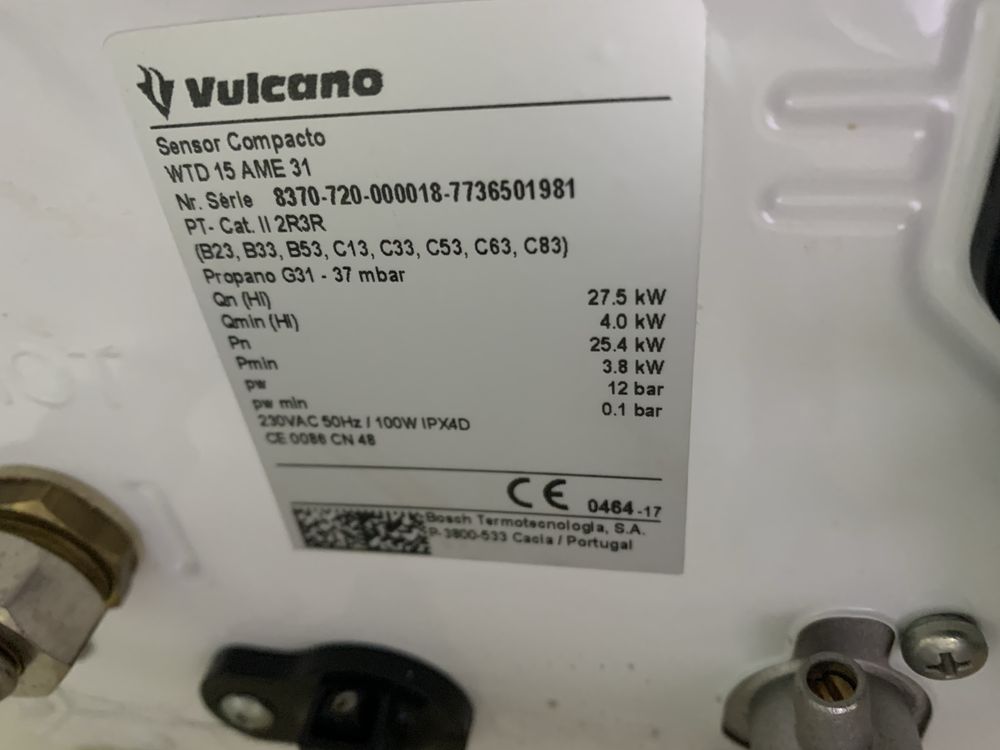 Vulcano
Sensor Compacto
WTD 15 AME 31
Nr. Série 8370-720-000018-7736501981
PT- Cat. II 2R3R
(B23, B33, B53, C13, C33, C53, C63, C83)
Propano G31 - 37 mbar
Qn (Hi) 27.5 kW
Qmin (Hi) 4.0 kW
Pn 25.4 kW
Pmin 3.8 kW
pw 12 bar
pw min 0.1 bar
230VAC 50Hz / 100W IPX4D
CE 0086 CN 48
CE 0464 -17
Bosch Termotecnologia, S.A.
P- 3800-533 Cacia / Portugal